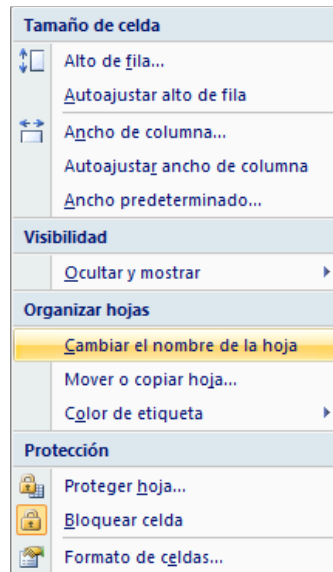 Tamaño de celda
Alto de fila...
Autoajustar alto de fila
Ancho de columna...
Autoajustar ancho de columna
Ancho predeterminado...
Visibilidad
Ocultar y mostrar
Organizar hojas
Cambiar el nombre de la hoja
Mover o copiar hoja...
Color de etiqueta
Protección
Proteger hoja...
Bloquear celda
Formato de celdas...